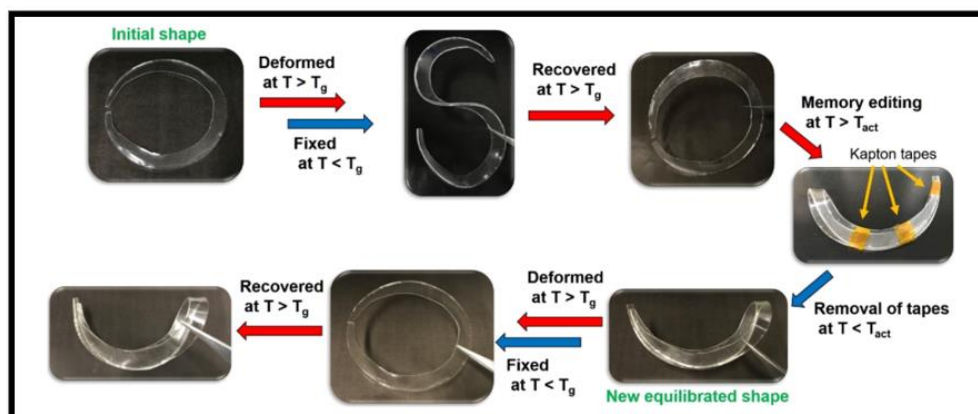 Initial shape
Deformed
at T > Tg
Fixed
at T < Tg
Recovered
at T > Tg
Memory editing
at T > Tact
Kapton tapes
Removal of tapes
at T < Tact
New equilibrated shape
Deformed
at T > Tg
Fixed
at T < Tg
Recovered
at T > Tg